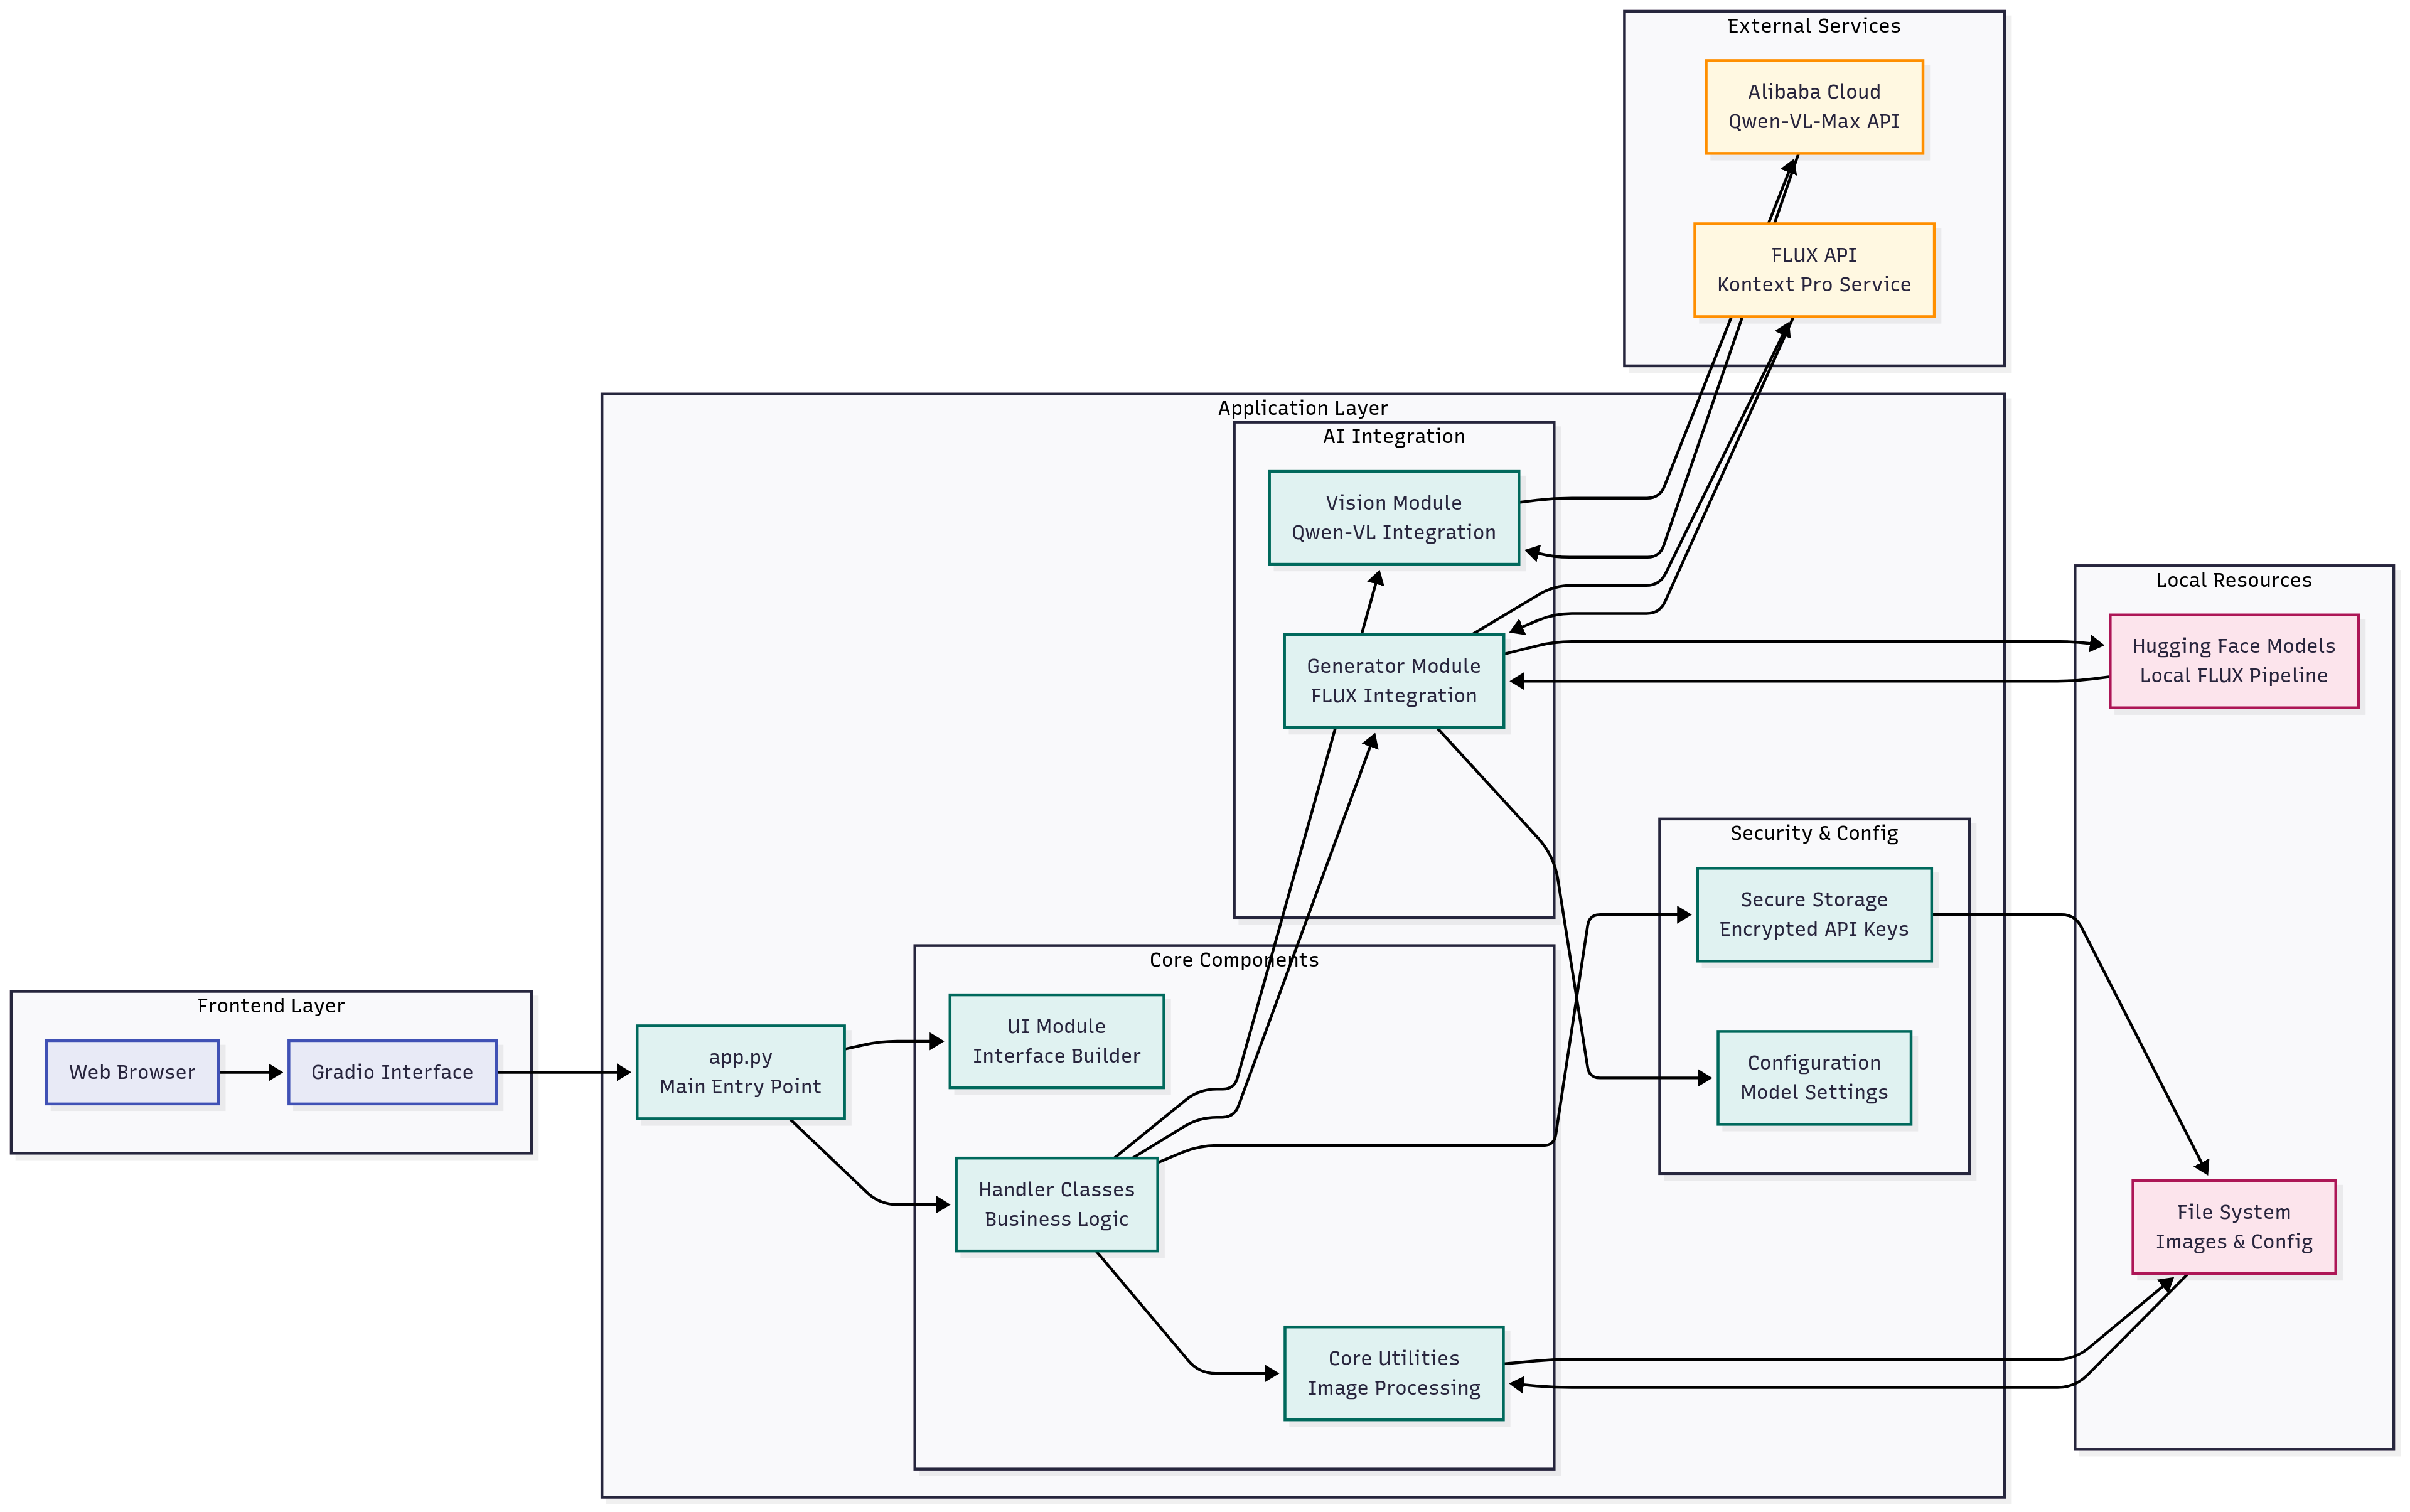 External Services
Alibaba Cloud
Qwen-VL-Max API
FLUX API
Kontext Pro Service
Application Layer
AI Integration
Vision Module
Qwen-VL Integration
Generator Module
FLUX Integration
Local Resources
Hugging Face Models
Local FLUX Pipeline
Security & Config
Secure Storage
Encrypted API Keys
Configuration
Model Settings
Core Components
UI Module
Interface Builder
Frontend Layer
Web Browser
Gradio Interface
app.py
Main Entry Point
Handler Classes
Business Logic
File System
Images & Config
Core Utilities
Image Processing